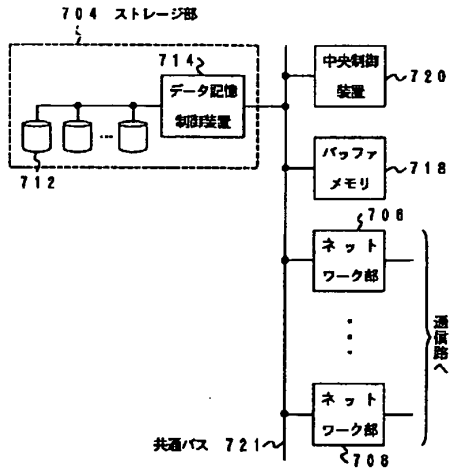 704 ストレージ部
714
データ記憶
制御装置
712
中央制御
装置
720
バッファ
メモリ
718
708
ネット
ワーク部
ネット
ワーク部
708
通信路へ
共通バス 721